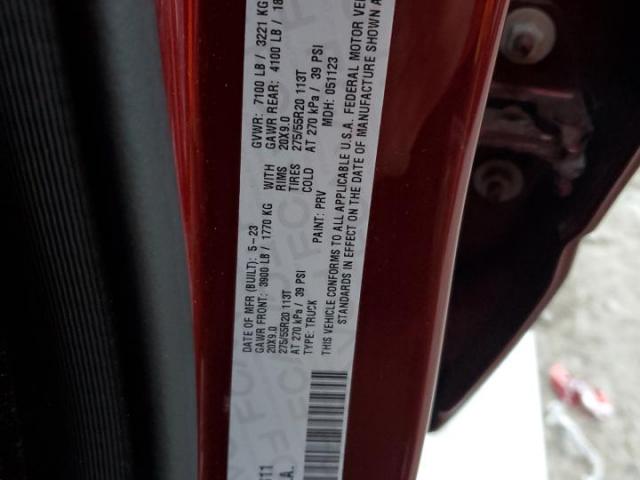 DATE OF MFR (BUILT): 5-23 GVWR: 7100 LB / 3221 KG
GAWR FRONT: 3900 LB / 1770 KG WITH GAWR REAR: 4100 LB / 18
20X9.0 RIMS 20X9.0
275/55R20 113T TIRES 275/55R20 113T
AT 270 kPa / 39 PSI COLD AT 270 kPa / 39 PSI
TYPE: TRUCK PAINT: PRV MDH: 051123
THIS VEHICLE CONFORMS TO ALL APPLICABLE U.S.A. FEDERAL MOTOR VE
STANDARDS IN EFFECT ON THE DATE OF MANUFACTURE SHOWN A
111
.A.